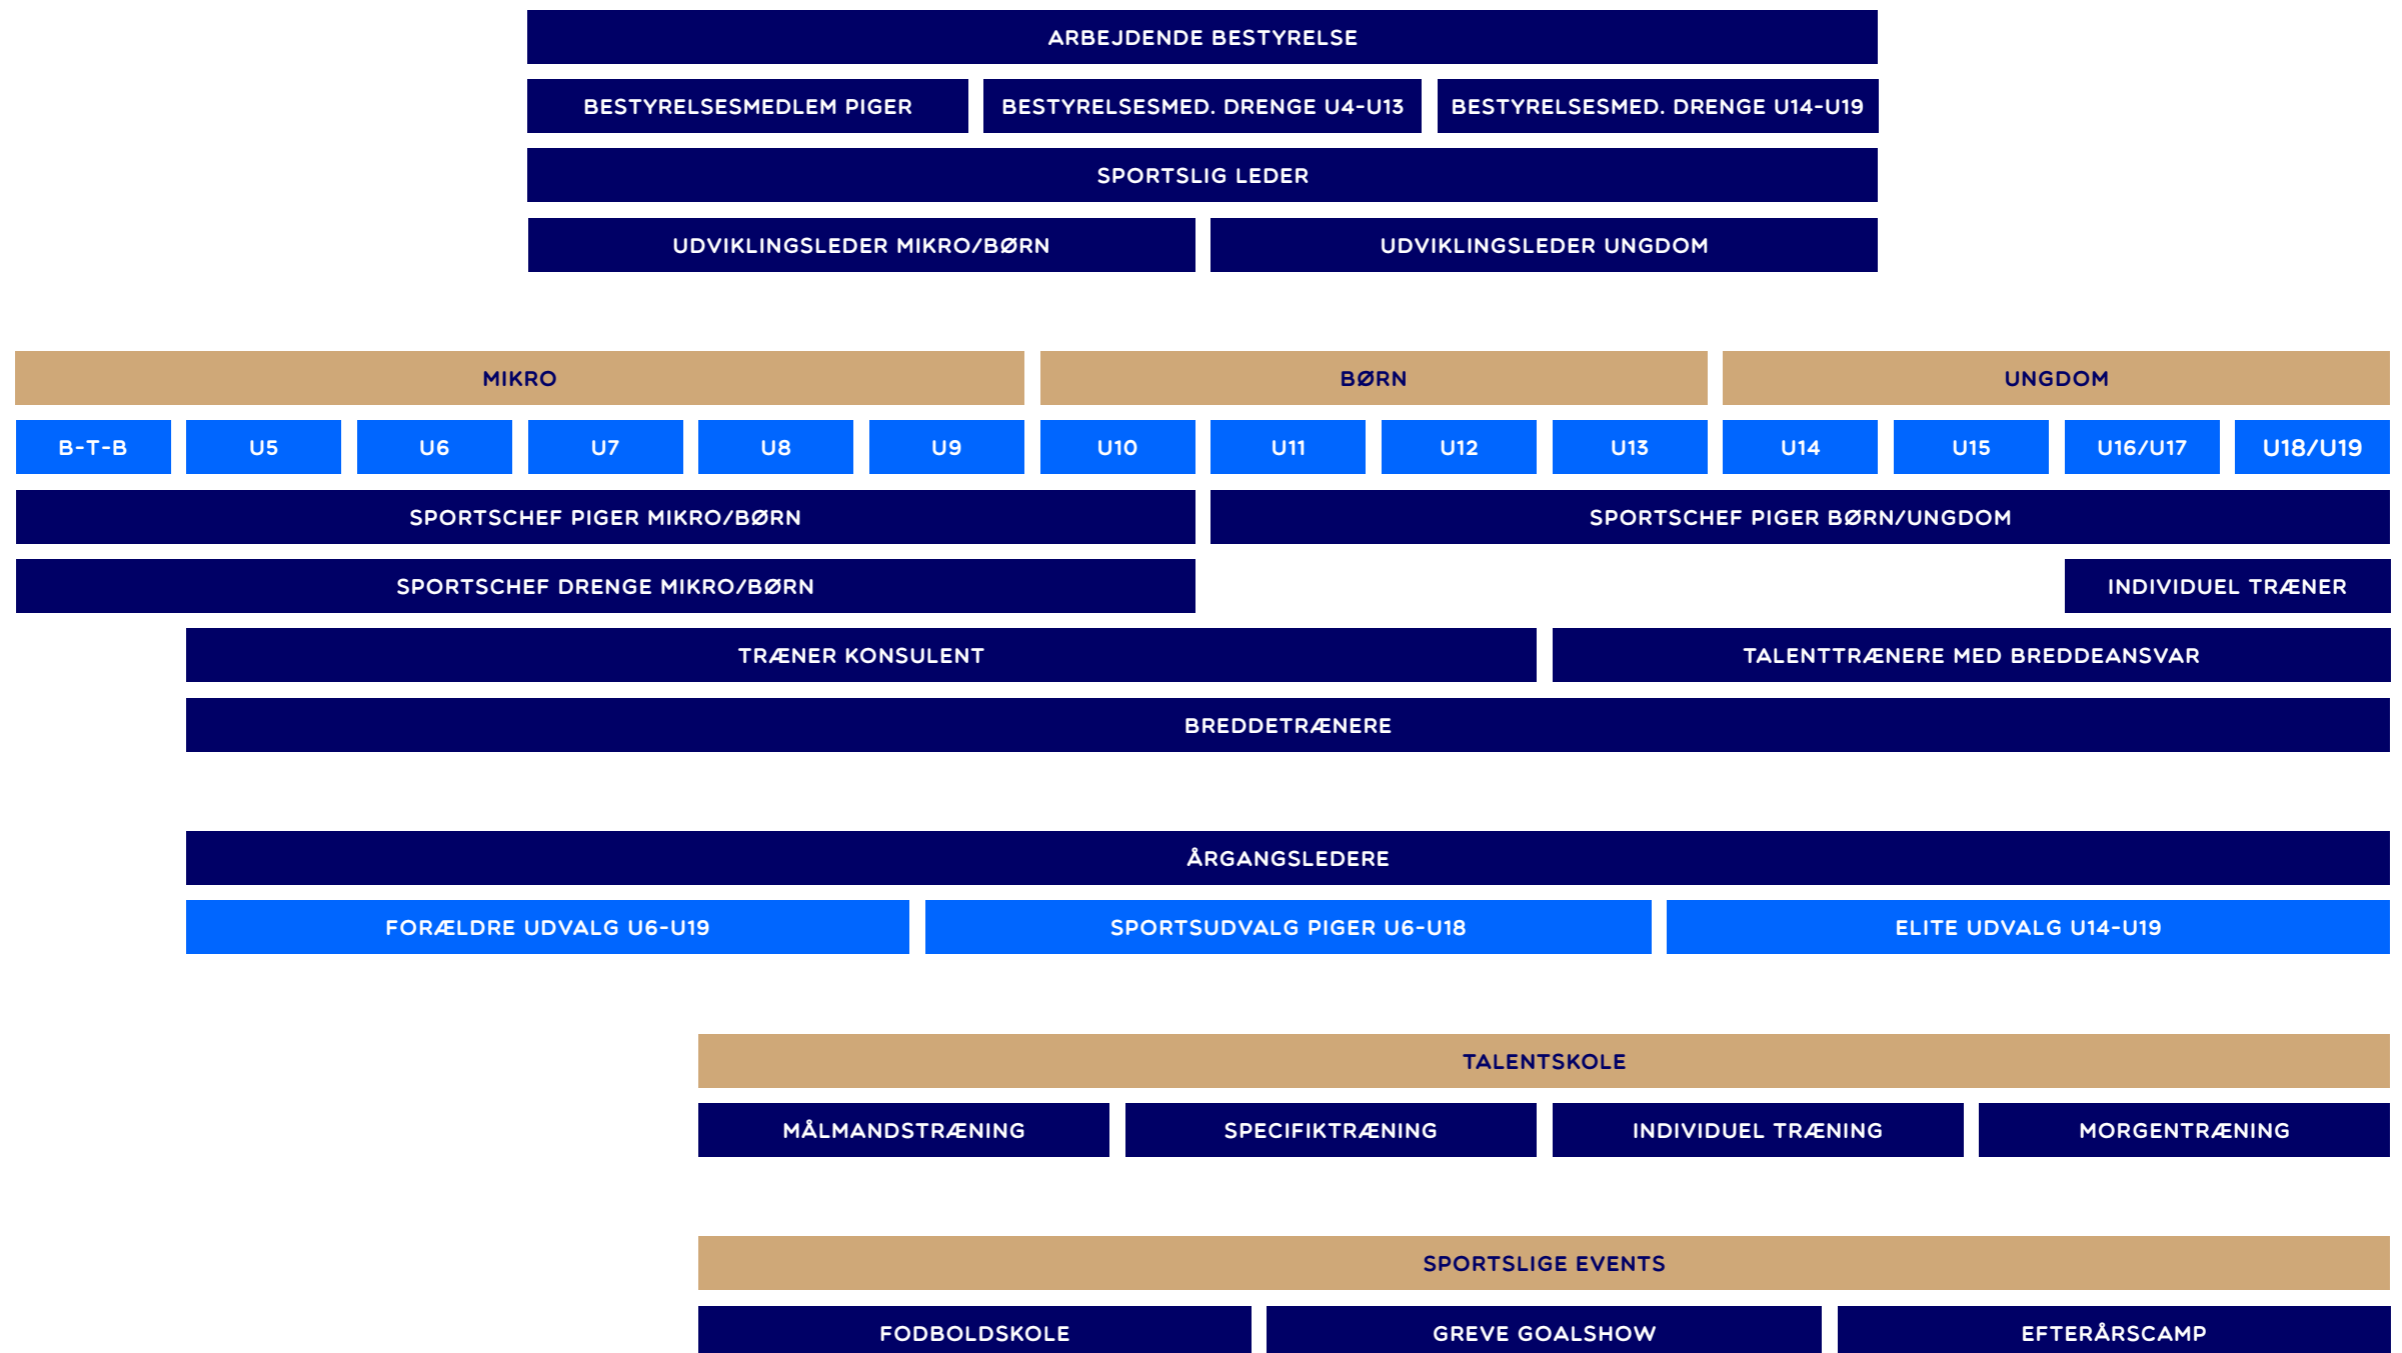 ARBEJDENDE BESTYRELSE
BESTYRELSESMEDLEM PIGER
BESTYRELSESMED. DRENGE U4-U13
BESTYRELSESMED. DRENGE U14-U19
SPORTSLIG LEDER
UDVIKLINGSLEDER MIKRO/BØRN
UDVIKLINGSLEDER UNGDOM
MIKRO
BØRN
UNGDOM
B-T-B
U5
U6
U7
U8
U9
U10
U11
U12
U13
U14
U15
U16/U17
U18/U19
SPORTSCHEF PIGER MIKRO/BØRN
SPORTSCHEF PIGER BØRN/UNGDOM
SPORTSCHEF DRENGE MIKRO/BØRN
INDIVIDUEL TRÆNER
TRÆNER KONSULENT
TALENTTRÆNERE MED BREDDEANSVAR
BREDDETRÆNERE
ÅRGANGSLEDERE
FORÆLDRE UDVALG U6-U19
SPORTSUDVALG PIGER U6-U18
ELITE UDVALG U14-U19
TALENTSKOLE
MÅLMANDSTRÆNING
SPECIFIKTRÆNING
INDIVIDUEL TRÆNING
MORGENTRÆNING
SPORTSLIGE EVENTS
FODBOLDSKOLE
GREVE GOALSHOW
EFTERÅRSCAMP